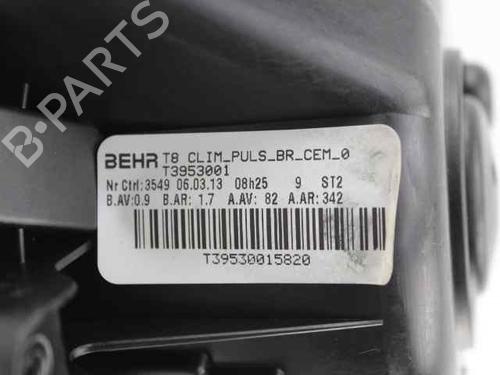 BEHR T8 CLIM_PULS_BR_CEM_0
T3953001
Nr Ctrl:3549 06.03.13 08h25 9 ST2
B.AV:0.9 B.AR: 1.7 A.AV: 82 A.AR:342
T39530015820
B-PARTS